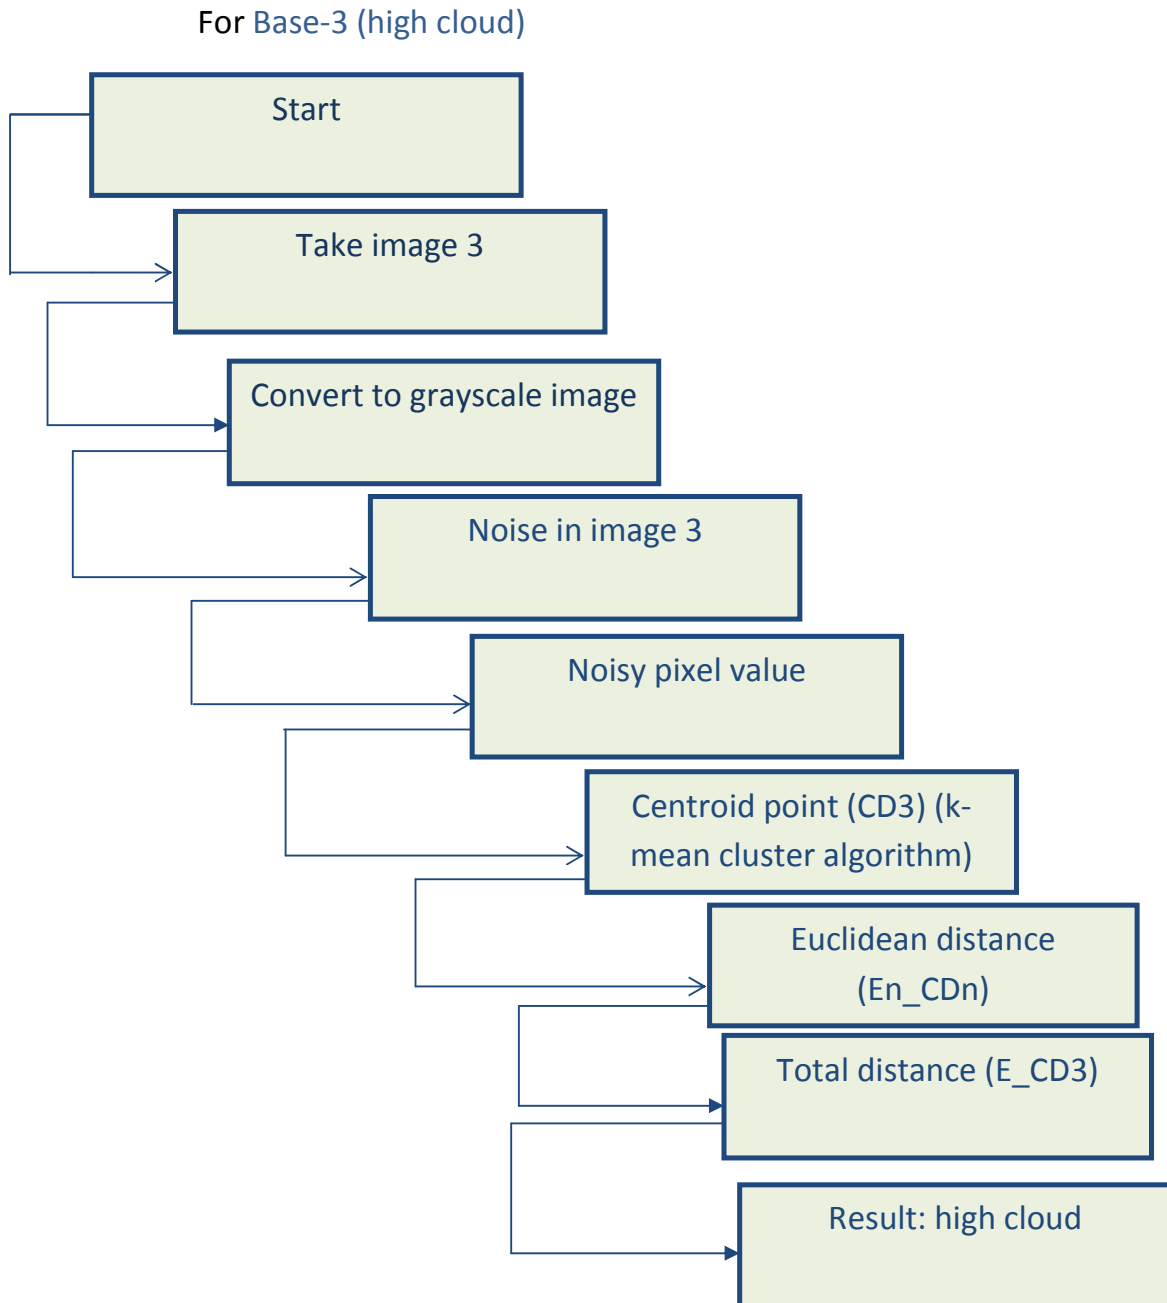 For Base-3 (high cloud)
Start
Take image 3
Convert to grayscale image
Noise in image 3
Noisy pixel value
Centroid point (CD3) (k-
mean cluster algorithm)
Euclidean distance
(En_CDn)
Total distance (E_CD3)
Result: high cloud